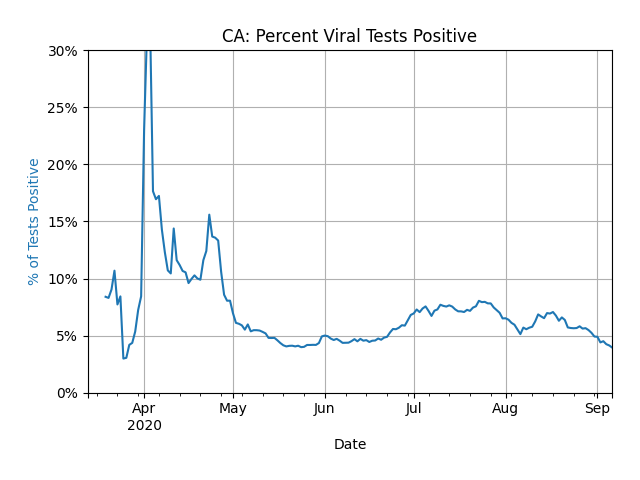 CA: Percent Viral Tests Positive
30%
25%
20%
15%
10%
5%
0%
% of Tests Positive
Apr
2020
May
Jun
Jul
Aug
Sep
Date